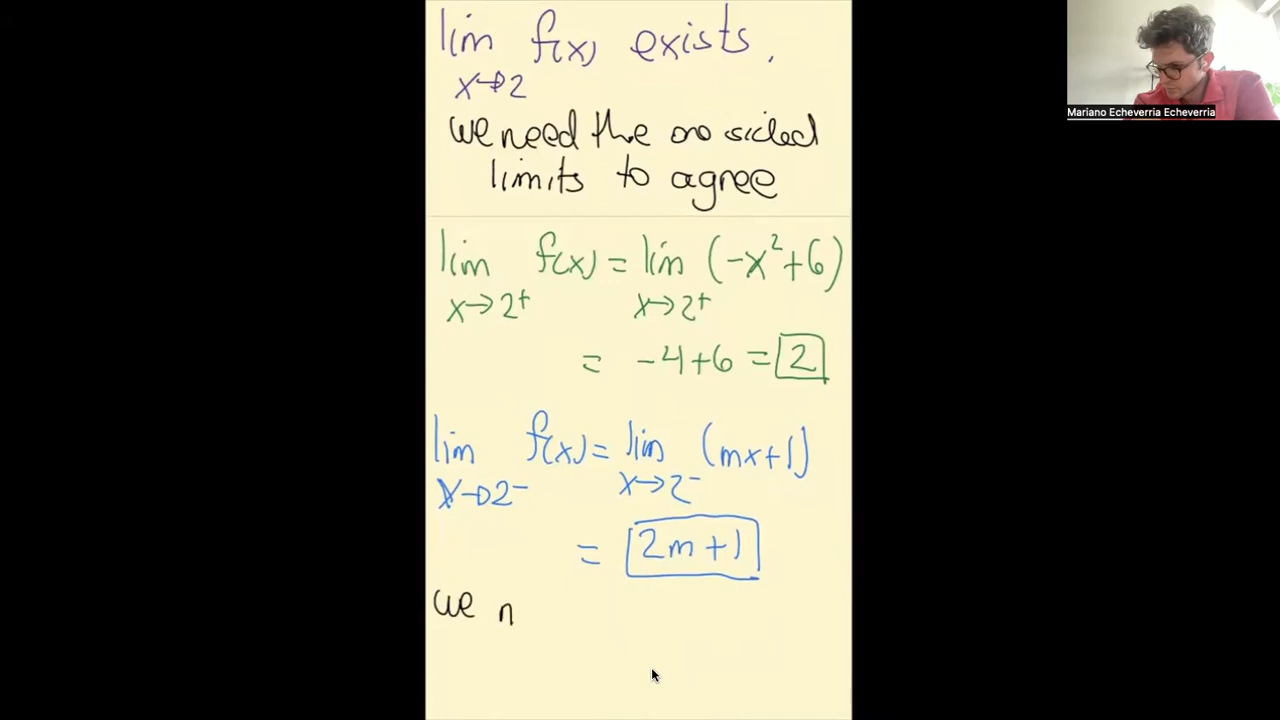 lim f(x) exists.
x→2
we need the one sided
limits to agree
lim f(x) = lim (-x²+6)
x→2⁺ x→2⁺
= -4+6 = 2
lim f(x) = lim (mx+1)
x→2⁻ x→2⁻
= 2m+1
we n
Mariano Echeverria Echeverria